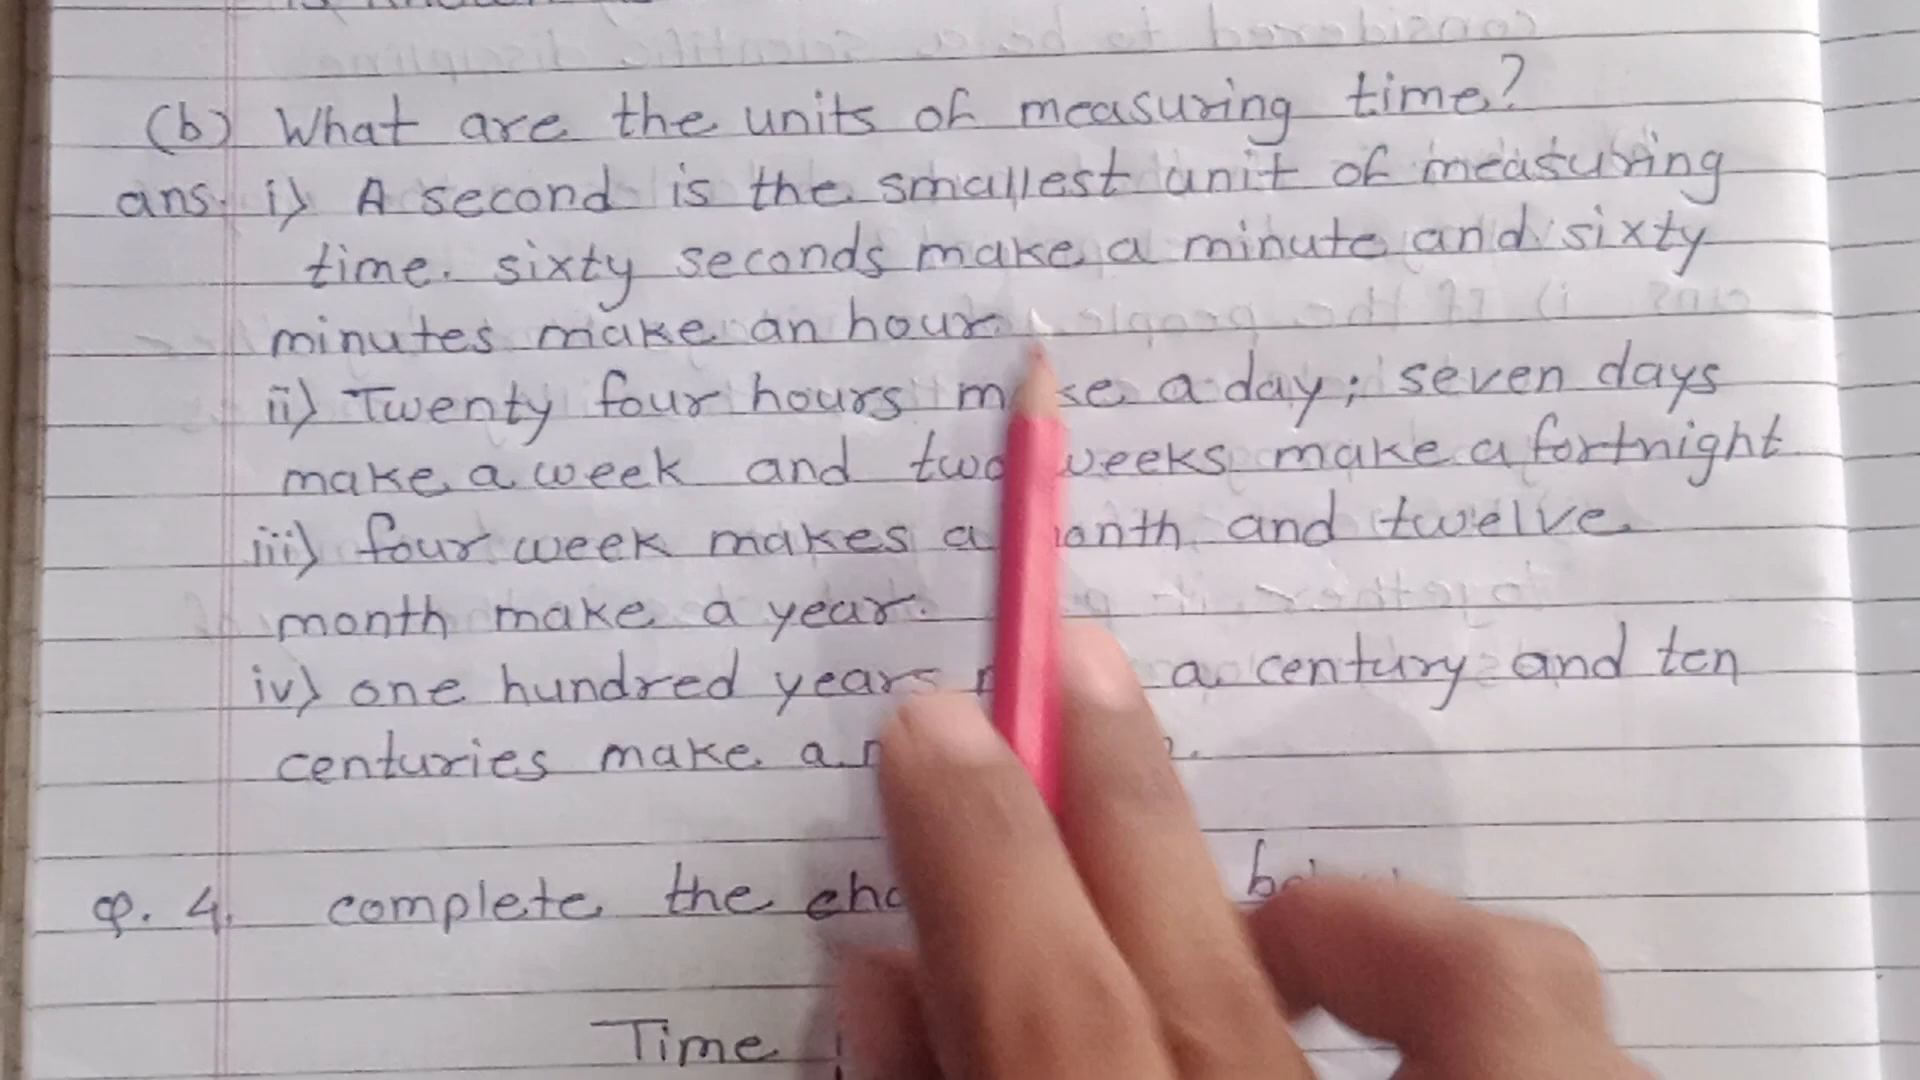 (b) What are the units of measuring time?
ans. i) A second is the smallest unit of measuring
time. sixty seconds make a minute and sixty
minutes make an hour.
ii) Twenty four hours make a day; seven days
make a week and two weeks make a fortnight
iii) four week makes a month and twelve
month make a year.
iv) one hundred years a century and ten
centuries make a
Q. 4. complete the
Time